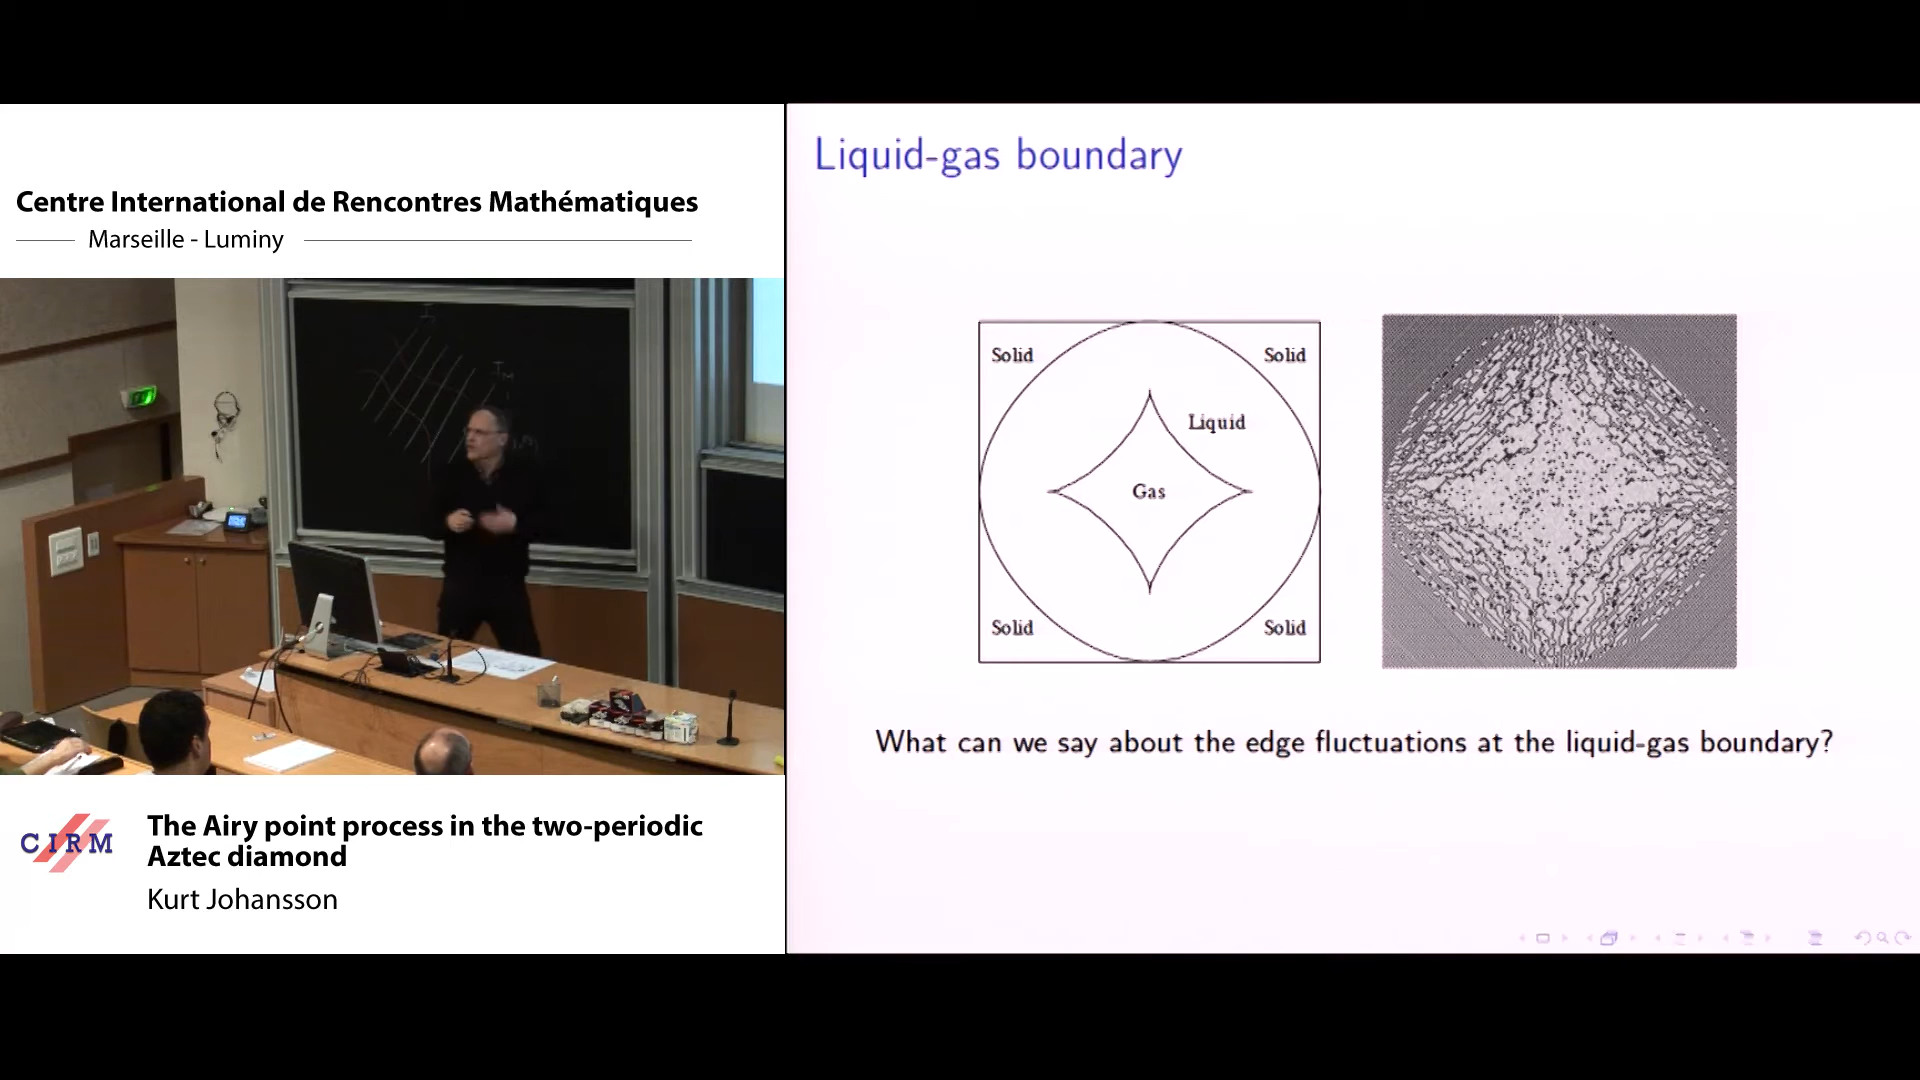 Centre International de Rencontres Mathématiques
Marseille - Luminy
CIRM
The Airy point process in the two-periodic
Aztec diamond
Kurt Johansson
Liquid-gas boundary
Solid
Solid
Liquid
Gas
Solid
Solid
What can we say about the edge fluctuations at the liquid-gas boundary?